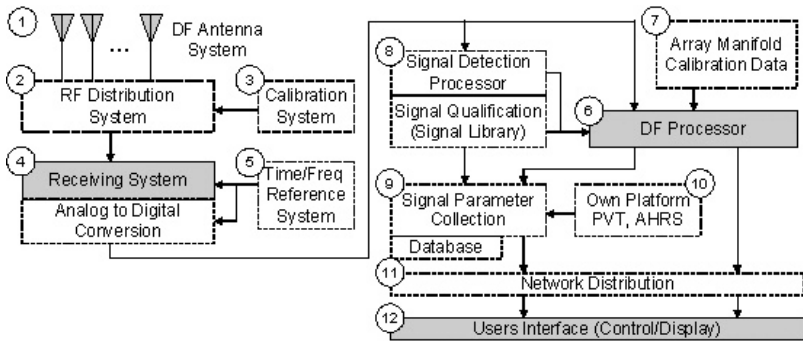 1
...
DF Antenna
System
2
RF Distribution
System
3
Calibration
System
4
Receiving System
Analog to Digital
Conversion
5
Time/Freq
Reference
System
8
Signal Detection
Processor
Signal Qualification
(Signal Library)
7
Array Manifold
Calibration Data
6
DF Processor
9
Signal Parameter
Collection
Database
10
Own Platform
PVT, AHRS
11
Network Distribution
12
Users Interface (Control/Display)